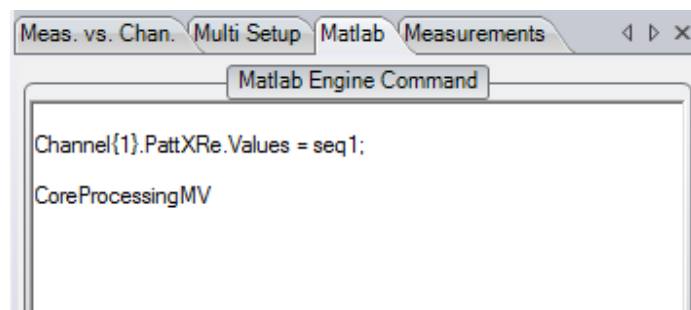 Meas. vs. Chan. Multi Setup Matlab Measurements
Matlab Engine Command
Channel{1}.PattXRe.Values = seq1;
CoreProcessingMV